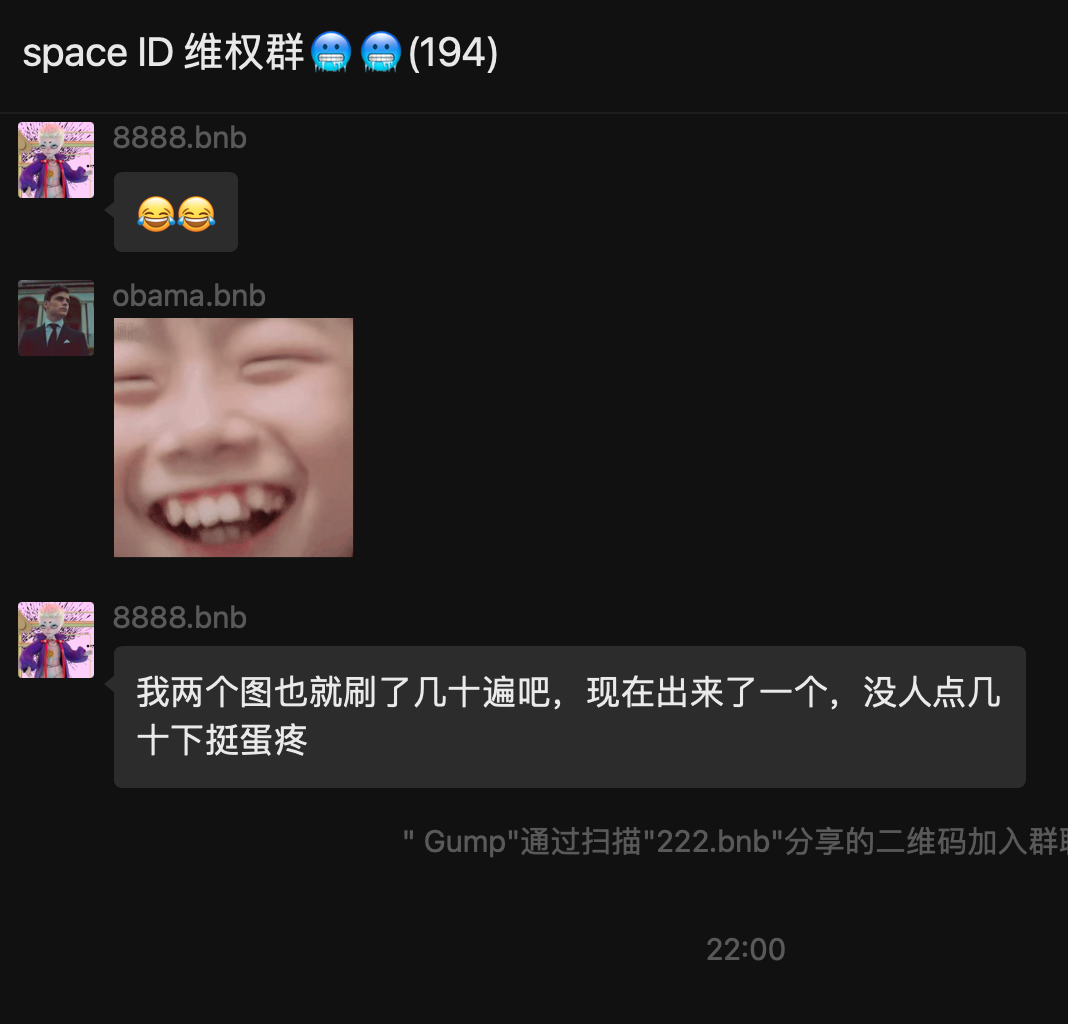 space ID 维权群🥶🥶(194)
8888.bnb
😂😂
obama.bnb
8888.bnb
我两个图也就刷了几十遍吧，现在出来了一个，没人点几
十下挺蛋疼
" Gump"通过扫描"222.bnb"分享的二维码加入群
22:00